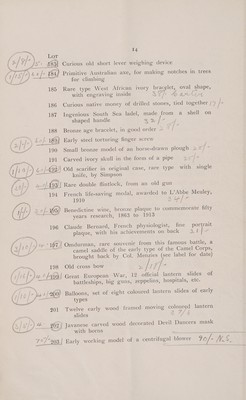 14
LOT
183 Curious old short lever weighing device
184 Primitive Australian axe, for making notches in trees
for climbing
185 Rare type West African ivory bracelet, oval shape,
with engraving inside
186 Curious native money of drilled stones, tied together
187 Ingenious South Sea ladel, made from a shell on
shaped handle
188 Bronze age bracelet, in good order
189 Early steel torturing finger screw
190 Small bronze model of an horse-drawn plough
191 Carved ivory skull in the form of a pipe
192 Old scarifier in original case, rare type with single
knife, by Simpson
193 Rare double flintlock, from an old gun
194 French life-saving medal, awarded to L'Abbe Moulay,
1910
195 Benedictine wine, bronze plaque to commemorate fifty
years research, 1863 to 1913
196 Claude Bernard, French physiologist, fine portrait
plaque, with his achievements on back
197 Omdurman, rare souvenir from this famous battle, a
camel saddle of the early type of the Camel Corps,
brought back by Col. Menzies (see label for date)
198 Old cross bow
199 Great European War, 12 official lantern slides of
battleships, big guns, zeppelins, hospitals, etc.
200 Balloons, set of eight coloured lantern slides of early
types
201 Twelve early wood framed moving coloured lantern
slides
202 Javanese carved wood decorated Devil Dancers mask
with horns
203 Early working model of a centrifugal blower